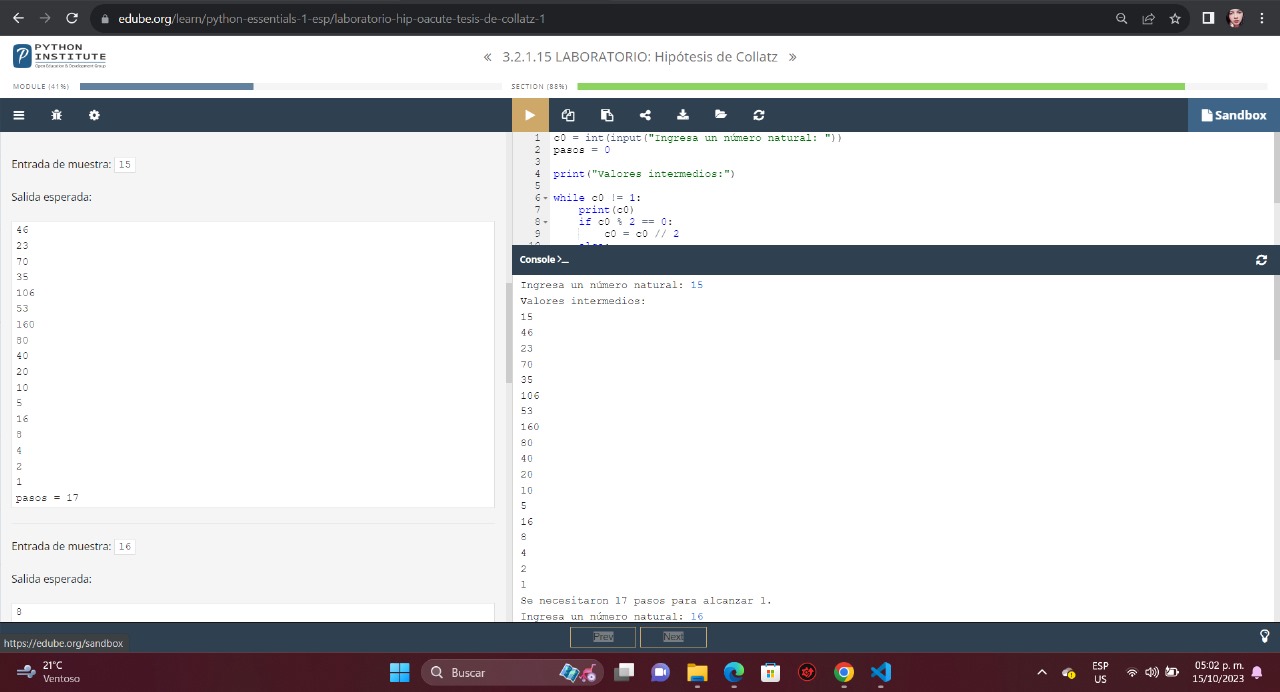 edube.org/learn/python-essentials-1-esp/laboratorio-hip-oacute-tesis-de-collatz-1
PYTHON
INSTITUTE
Open Education & Development Group
« 3.2.1.15 LABORATORIO: Hipótesis de Collatz »
MODULE (41%)
SECTION (88%)
Sandbox
Entrada de muestra: 15
Salida esperada:
46
23
70
35
106
53
160
80
40
20
10
5
16
8
4
2
1
pasos = 17
Entrada de muestra: 16
Salida esperada:
8
1 c0 = int(input("Ingresa un número natural: "))
2 pasos = 0
3
4 print("Valores intermedios:")
5
6 while c0 != 1:
7 print(c0)
8 if c0 % 2 == 0:
9 c0 = c0 // 2
10 else:
Console >_
Ingresa un número natural: 15
Valores intermedios:
15
46
23
70
35
106
53
160
80
40
20
10
5
16
8
4
2
1
Se necesitaron 17 pasos para alcanzar 1.
Ingresa un número natural: 16
https://edube.org/sandbox
Prev
Next
21°C
Ventoso
Buscar
ESP
US
05:02 p. m.
15/10/2023